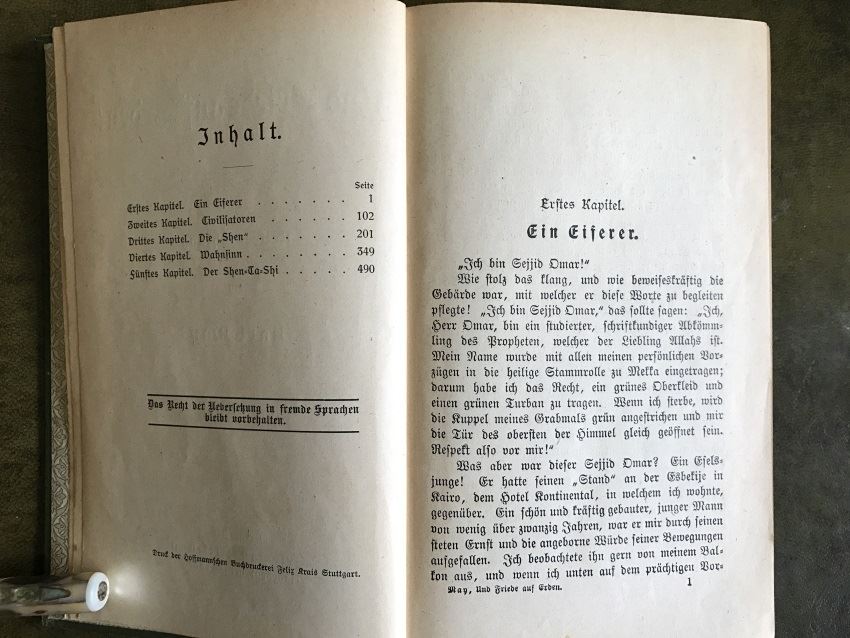 Inhalt.
Seite
Erstes Kapitel. Ein Eiferer . . . . . . . 1
Zweites Kapitel. Civilisatoren . . . . . . 102
Drittes Kapitel. Die „Shen“ . . . . . . . 201
Viertes Kapitel. Wahnsinn . . . . . . . 349
Fünftes Kapitel. Der Shen-Ta-Shi . . . . . 490
Das Recht der Uebersetzung in fremde Sprachen
bleibt vorbehalten.
Druck der Hoffmannschen Buchdruckerei Felix Krais Stuttgart.
Erstes Kapitel.
Ein Eiferer.
„Ich bin Sejjid Omar!“
Wie stolz das klang, und wie beweiseskräftig die
Gebärde war, mit welcher er diese Worte zu begleiten
pflegte! „Ich bin Sejjid Omar,“ das sollte sagen: „Ich,
Herr Omar, bin ein studierter, schriftkundiger Abkömm-
ling des Propheten, welcher der Liebling Allahs ist.
Mein Name wurde mit allen meinen persönlichen Vor-
zügen in die heilige Stammrolle zu Mekka eingetragen;
darum habe ich das Recht, ein grünes Oberkleid und
einen grünen Turban zu tragen. Wenn ich sterbe, wird
die Kuppel meines Grabmals grün angestrichen und mir
die Tür des obersten der Himmel gleich geöffnet sein.
Respekt also vor mir!“
Was aber war dieser Sejjid Omar? Ein Esels-
junge! Er hatte seinen „Stand“ an der Esbekije in
Kairo, dem Hotel Kontinental, in welchem ich wohnte,
gegenüber. Ein schön und kräftig gebauter, junger Mann
von wenig über zwanzig Jahren, war er mir durch seinen
steten Ernst und die angeborne Würde seiner Bewegungen
aufgefallen. Ich beobachtete ihn gern von meinem Bal-
kon aus, und wenn ich unten auf dem prächtigen Vor-
May, Und Friede auf Erden. 1